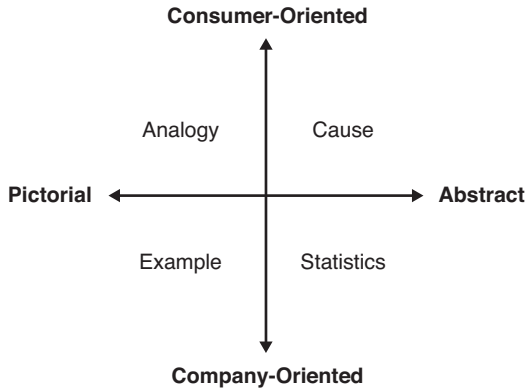 Consumer-Oriented
Analogy
Cause
Pictorial
Abstract
Example
Statistics
Company-Oriented